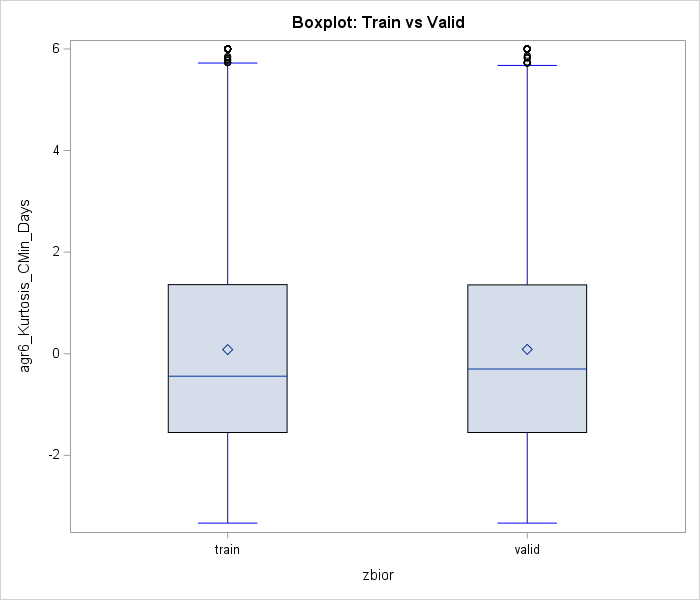 Boxplot: Train vs Valid
6
4
2
0
-2
agr6_Kurtosis_CMin_Days
train
valid
zbior